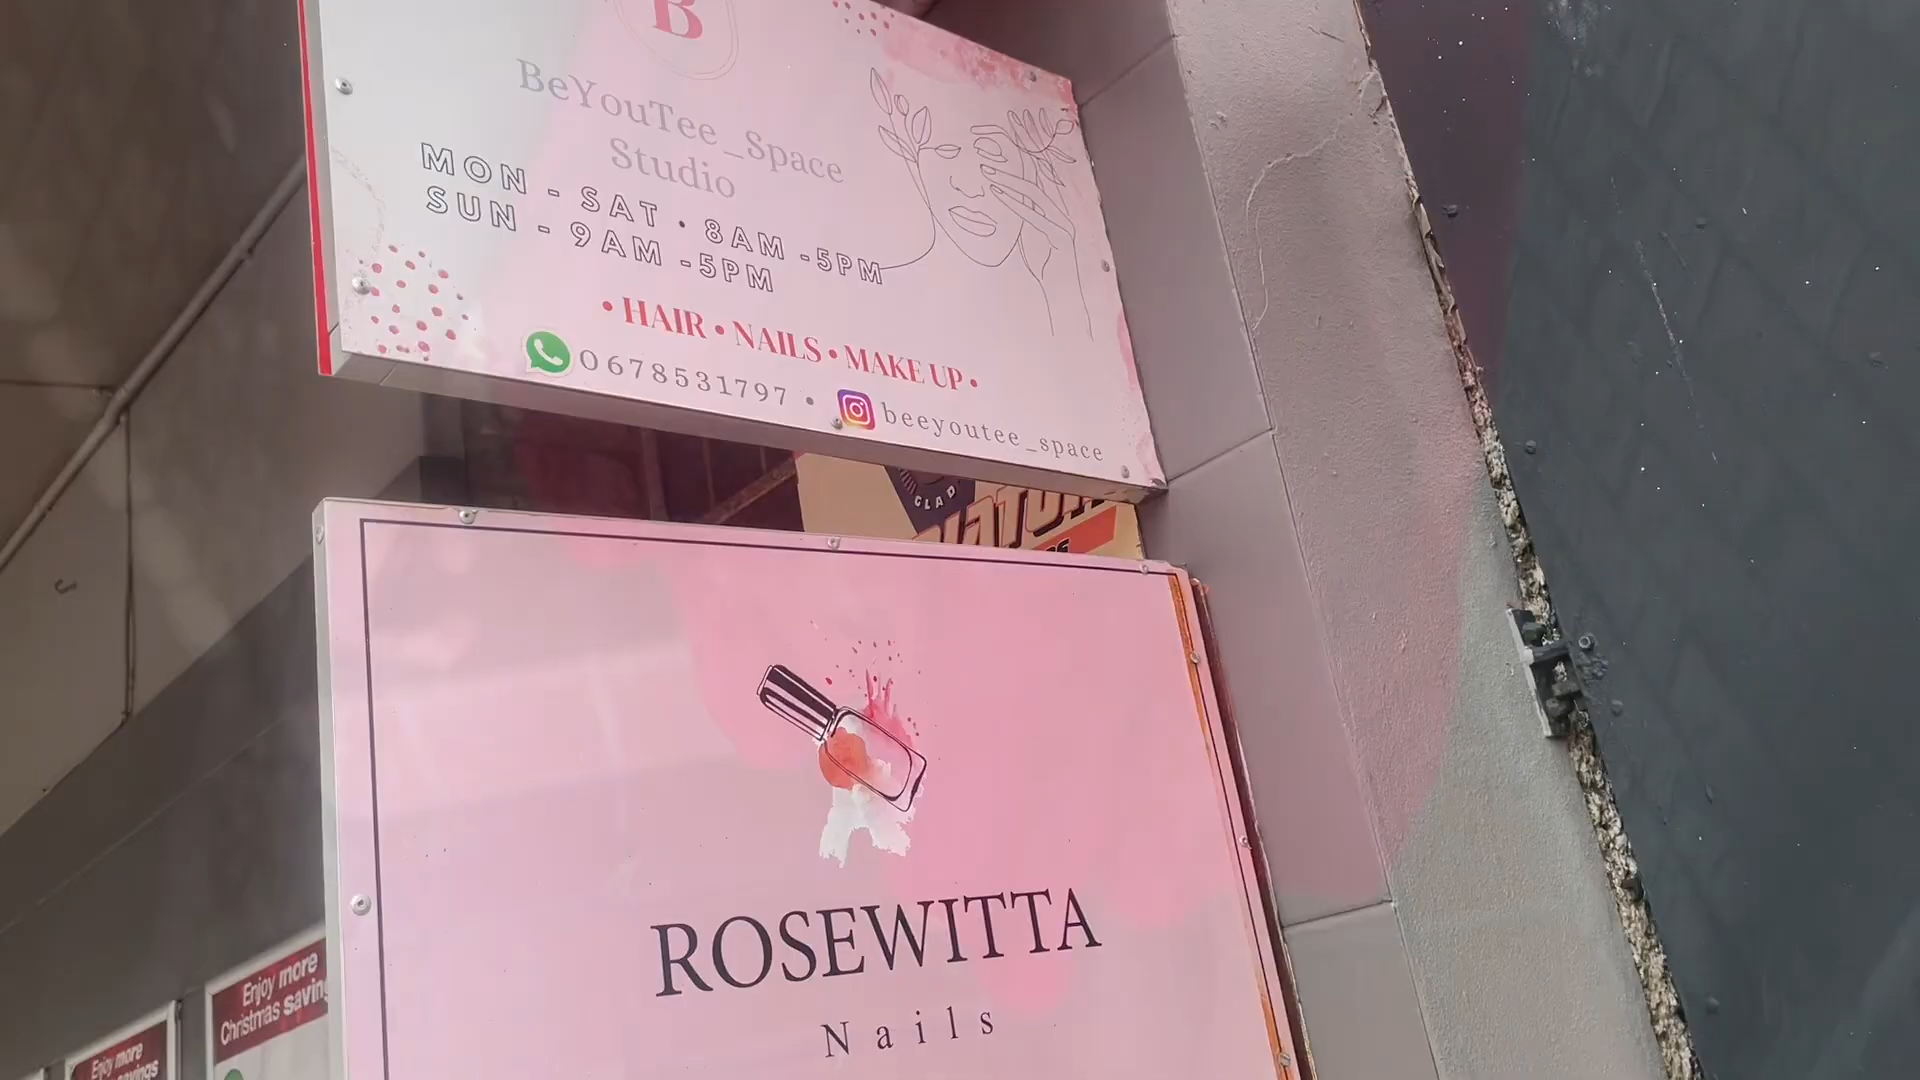 B
BeYouTee_Space
Studio
MON - SAT • 8AM -5PM
SUN - 9AM -5PM
• HAIR • NAILS • MAKE UP •
0678531797 • beeyoutee_space
GLAD
ROSEWITTA
Nails
Enjoy more
Christmas saving
Enjoy more